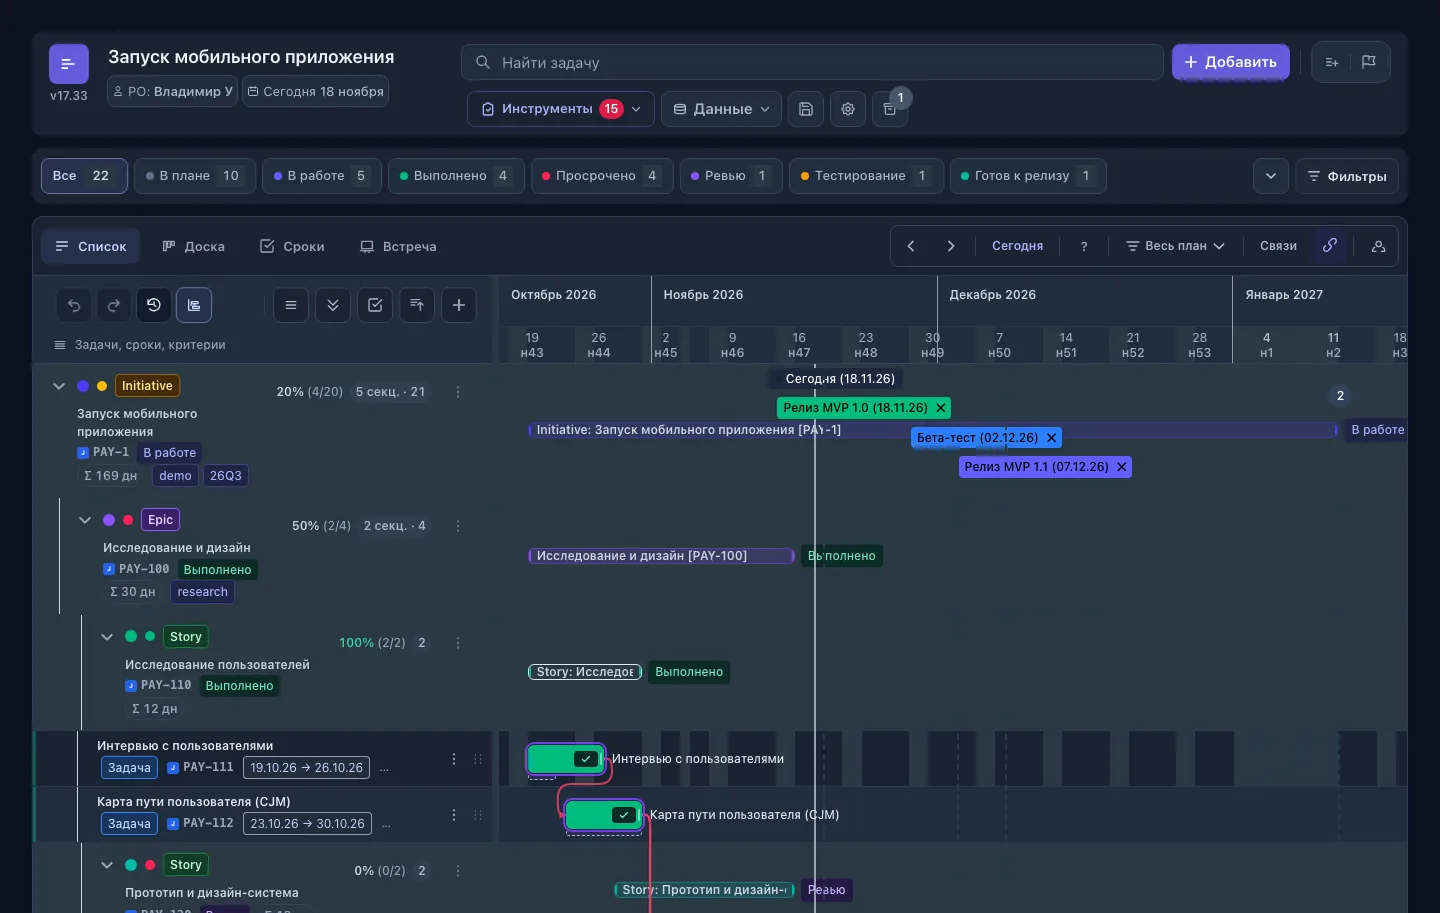 Запуск мобильного приложения
v17.33
РО: Владимир У
Сегодня 18 ноября
Найти задачу
Добавить
Инструменты 15
Данные
1
Все 22
В плане 10
В работе 5
Выполнено 4
Просрочено 4
Ревью 1
Тестирование 1
Готов к релизу 1
Фильтры
Список
Доска
Сроки
Встреча
Сегодня
?
Весь план
Связи
Задачи, сроки, критерии
Октябрь 2026
Ноябрь 2026
Декабрь 2026
Январь 2027
19 26 2 9 16 23 30 7 14 21 28 4 11 18
н43 н44 н45 н46 н47 н48 н49 н50 н51 н52 н53 н1 н2 н3
Initiative
20% (4/20) 5 секц. · 21
Запуск мобильного
приложения
PAY-1 В работе
Σ 169 дн demo 26Q3
Сегодня (18.11.26)
Релиз MVP 1.0 (18.11.26) ✕
2
Initiative: Запуск мобильного приложения [PAY-1]
В работе
Бета-тест (02.12.26) ✕
Релиз MVP 1.1 (07.12.26) ✕
Epic
50% (2/4) 2 секц. · 4
Исследование и дизайн
PAY-100 Выполнено
Σ 30 дн research
Исследование и дизайн [PAY-100]
Выполнено
Story
100% (2/2) 2
Исследование пользователей
PAY-110 Выполнено
Σ 12 дн
Story: Исследов
Выполнено
Интервью с пользователями
Задача PAY-111 19.10.26 → 26.10.26 ...
Интервью с пользователями
Карта пути пользователя (CJM)
Задача PAY-112 23.10.26 → 30.10.26 ...
Карта пути пользователя (CJM)
Story
0% (0/2) 2
Прототип и дизайн-система
Story: Прототип и дизайн-
Ревью